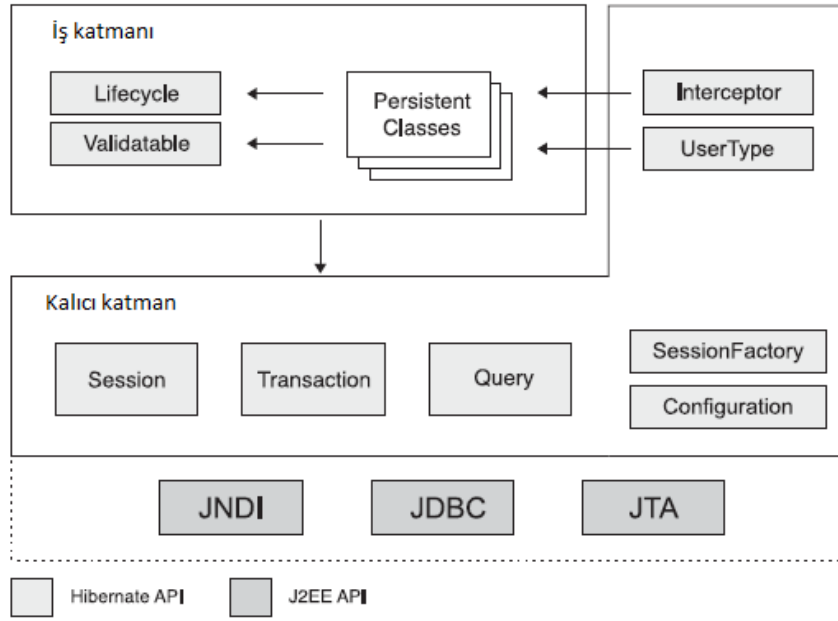 İş katmanı
Lifecycle
Validatable
Persistent
Classes
Interceptor
UserType
Kalıcı katman
Session
Transaction
Query
SessionFactory
Configuration
JNDI
JDBC
JTA
Hibernate API
J2EE API